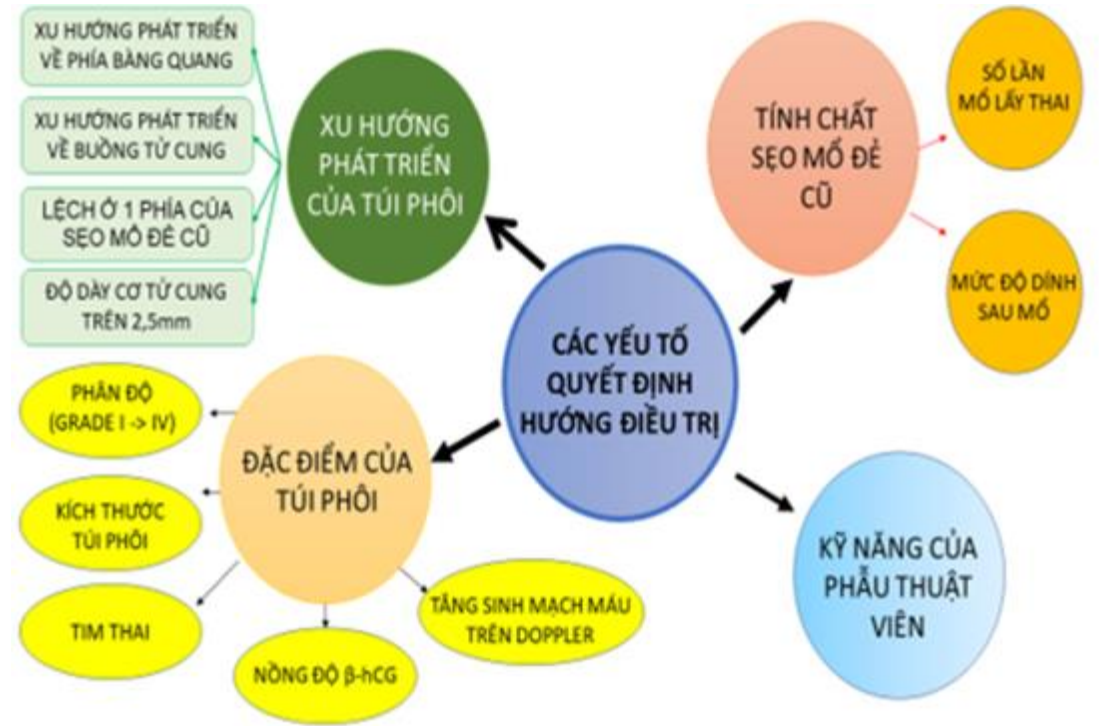 XU HƯỚNG PHÁT TRIỂN
VỀ PHÍA BÀNG QUANG
XU HƯỚNG PHÁT TRIỂN
VỀ BUỒNG TỬ CUNG
LỆCH Ở 1 PHÍA CỦA
SẸO MỔ ĐẺ CŨ
ĐỘ DÀY CƠ TỬ CUNG
TRÊN 2,5mm
XU HƯỚNG
PHÁT TRIỂN
CỦA TÚI PHÔI
TÍNH CHẤT
SẸO MỔ ĐẺ
CŨ
SỐ LẦN
MỔ LẤY THAI
MỨC ĐỘ DÍNH
SAU MỔ
CÁC YẾU TỐ
QUYẾT ĐỊNH
HƯỚNG ĐIỀU TRỊ
PHÂN ĐỘ
(GRADE I -> IV)
KÍCH THƯỚC
TÚI PHÔI
TIM THAI
NỒNG ĐỘ β-hCG
TĂNG SINH MẠCH MÁU
TRÊN DOPPLER
ĐẶC ĐIỂM CỦA
TÚI PHÔI
KỸ NĂNG CỦA
PHẪU THUẬT
VIÊN